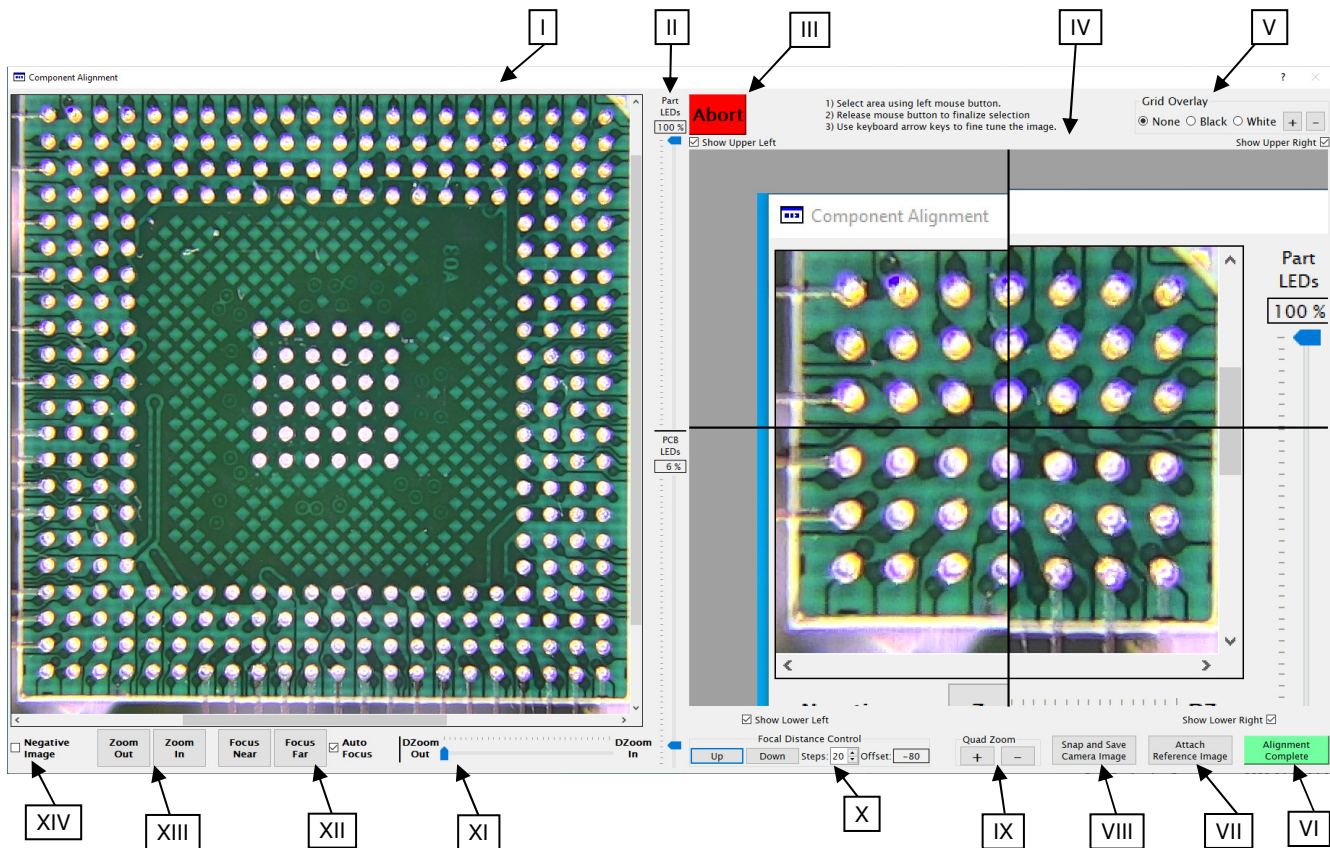 I
II
III
IV
V
Component Alignment
?
Part
LEDs
100 %
Abort
1) Select area using left mouse button.
2) Release mouse button to finalize selection
3) Use keyboard arrow keys to fine tune the image.
Grid Overlay
None Black White + -
Show Upper Left
Show Upper Right
Component Alignment
Part
LEDs
100 %
A03
PCB
LEDs
6 %
Show Lower Left
Show Lower Right
Negative
Image
Zoom
Out
Zoom
In
Focus
Near
Focus
Far
Auto
Focus
DZoom
Out
DZoom
In
Focal Distance Control
Up Down Steps: 20 Offset: -80
Quad Zoom
+ -
Snap and Save
Camera Image
Attach
Reference Image
Alignment
Complete
XIV
XIII
XII
XI
X
IX
VIII
VII
VI